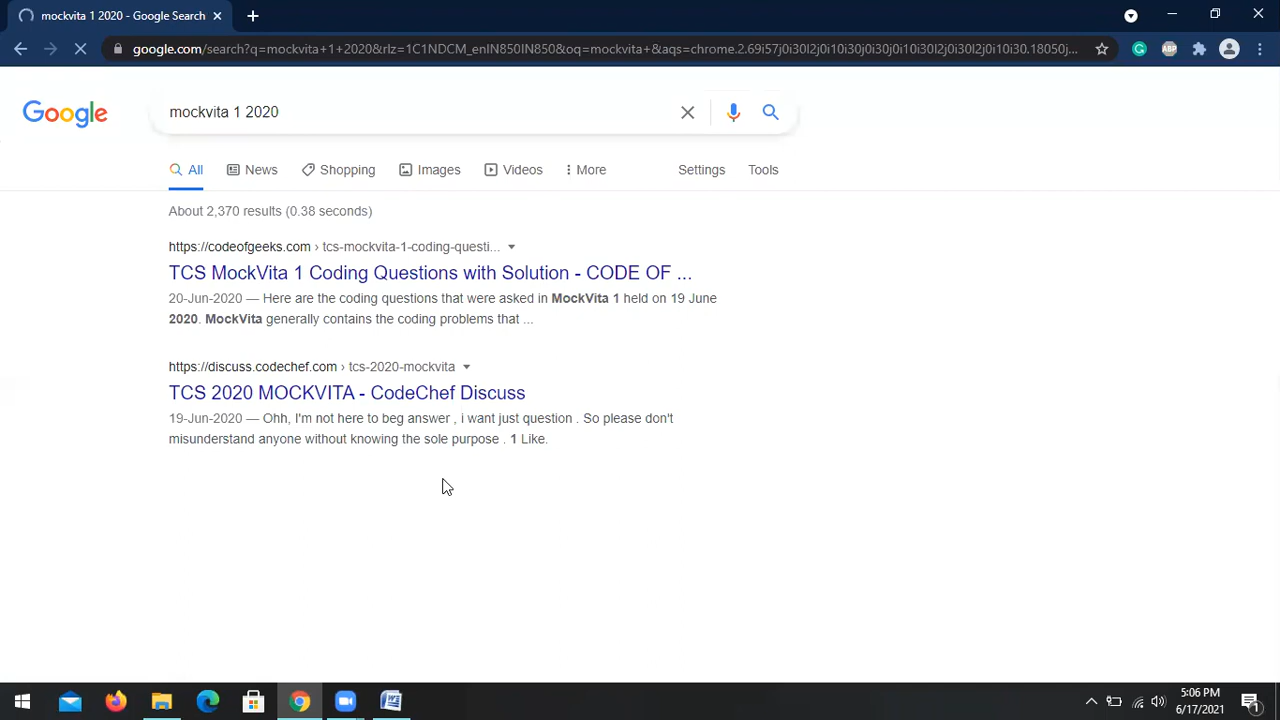 mockvita 1 2020 - Google Search
google.com/search?q=mockvita+1+2020&rlz=1C1NDCM_enIN850IN850&oq=mockvita+&aqs=chrome.2.69i57j0i30l2j0i10i30j0i30j0i10i30l2j0i30l2j0i10i30.18050j...
ABP
Google
mockvita 1 2020
All News Shopping Images Videos More Settings Tools
About 2,370 results (0.38 seconds)
https://codeofgeeks.com › tcs-mockvita-1-coding-questi...
TCS MockVita 1 Coding Questions with Solution - CODE OF ...
20-Jun-2020 — Here are the coding questions that were asked in MockVita 1 held on 19 June
2020. MockVita generally contains the coding problems that ...
https://discuss.codechef.com › tcs-2020-mockvita
TCS 2020 MOCKVITA - CodeChef Discuss
19-Jun-2020 — Ohh, I'm not here to beg answer , i want just question . So please don't
misunderstand anyone without knowing the sole purpose . 1 Like.
5:06 PM
6/17/2021
1